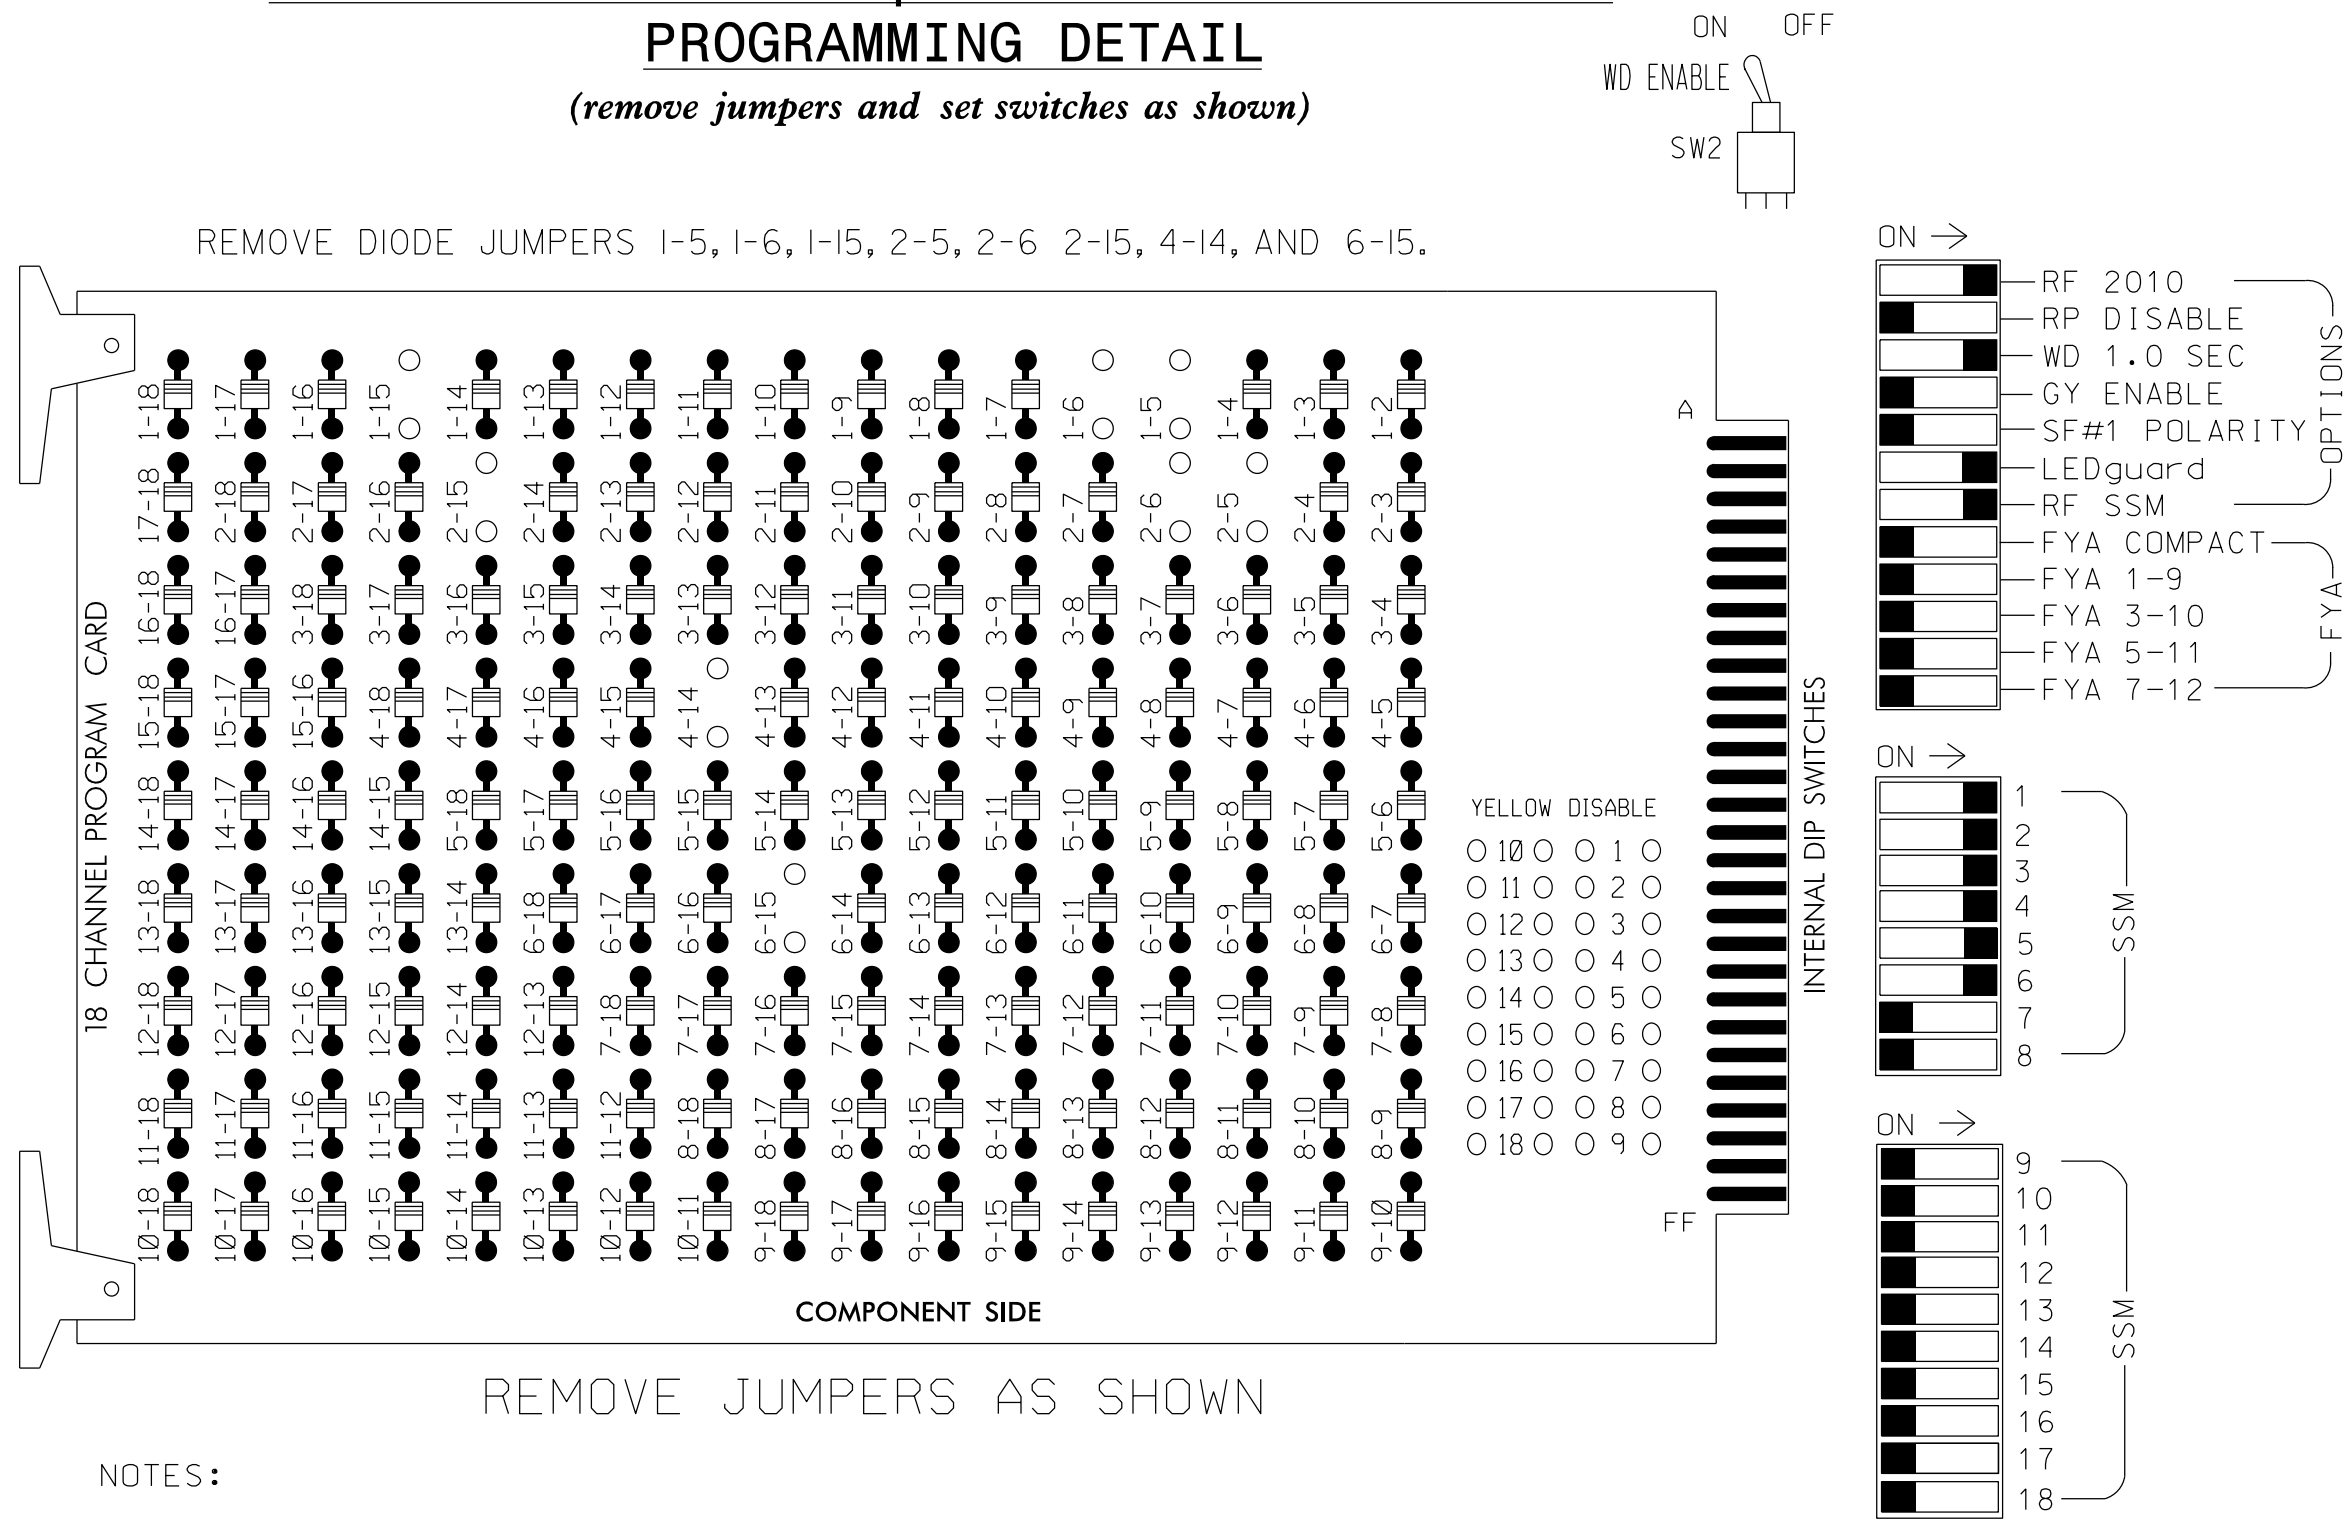 PROGRAMMING DETAIL
(remove jumpers and set switches as shown)
ON OFF
WD ENABLE
SW2
REMOVE DIODE JUMPERS 1-5, 1-6, 1-15, 2-5, 2-6 2-15, 4-14, AND 6-15.
18 CHANNEL PROGRAM CARD
1-18 1-17 1-16 1-15 1-14 1-13 1-12 1-11 1-10 1-9 1-8 1-7 1-6 1-5 1-4 1-3 1-2
17-18 2-18 2-17 2-16 2-15 2-14 2-13 2-12 2-11 2-10 2-9 2-8 2-7 2-6 2-5 2-4 2-3
16-18 16-17 3-18 3-17 3-16 3-15 3-14 3-13 3-12 3-11 3-10 3-9 3-8 3-7 3-6 3-5 3-4
15-18 15-17 15-16 4-18 4-17 4-16 4-15 4-14 4-13 4-12 4-11 4-10 4-9 4-8 4-7 4-6 4-5
14-18 14-17 14-16 14-15 5-18 5-17 5-16 5-15 5-14 5-13 5-12 5-11 5-10 5-9 5-8 5-7 5-6
13-18 13-17 13-16 13-15 13-14 6-18 6-17 6-16 6-15 6-14 6-13 6-12 6-11 6-10 6-9 6-8 6-7
12-18 12-17 12-16 12-15 12-14 12-13 7-18 7-17 7-16 7-15 7-14 7-13 7-12 7-11 7-10 7-9 7-8
11-18 11-17 11-16 11-15 11-14 11-13 11-12 8-18 8-17 8-16 8-15 8-14 8-13 8-12 8-11 8-10 8-9
10-18 10-17 10-16 10-15 10-14 10-13 10-12 10-11 9-18 9-17 9-16 9-15 9-14 9-13 9-12 9-11 9-10
A
YELLOW DISABLE
10 1
11 2
12 3
13 4
14 5
15 6
16 7
17 8
18 9
FF
COMPONENT SIDE
REMOVE JUMPERS AS SHOWN
NOTES:
INTERNAL DIP SWITCHES
ON →
RF 2010
RP DISABLE
WD 1.0 SEC
GY ENABLE
SF#1 POLARITY
LEDguard
RF SSM
OPTIONS
FYA COMPACT
FYA 1-9
FYA 3-10
FYA 5-11
FYA 7-12
FYA
ON →
1
2
3
4
5
6
7
8
SSM
ON →
9
10
11
12
13
14
15
16
17
18
SSM